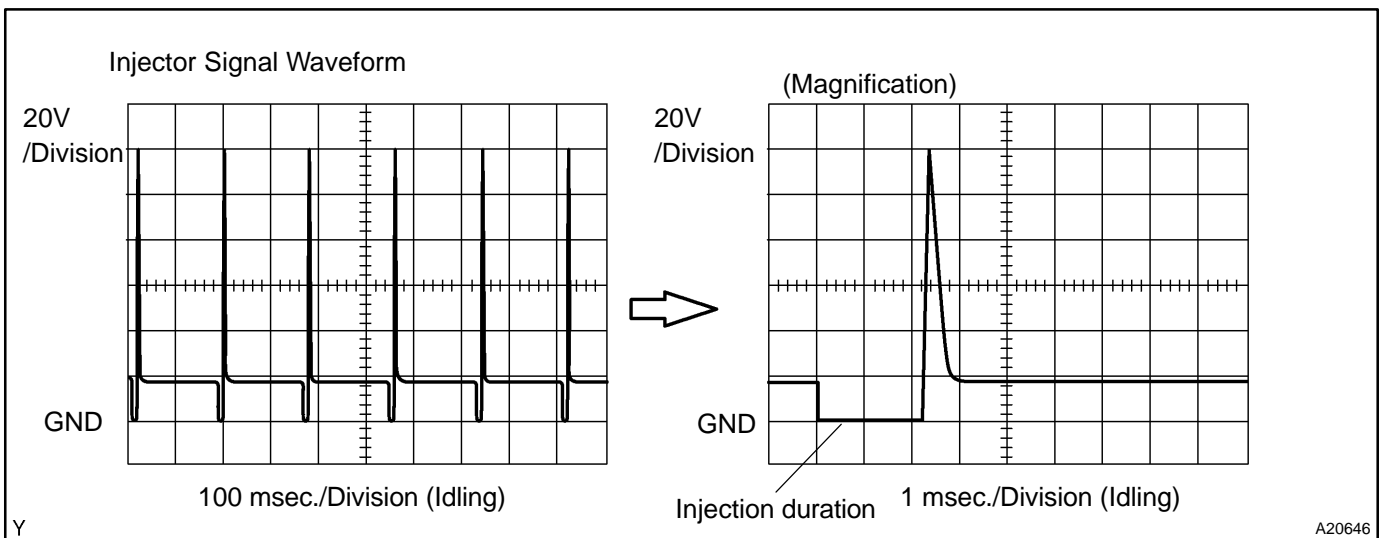 Injector Signal Waveform
(Magnification)
20V
/Division
20V
/Division
GND
GND
100 msec./Division (Idling)
Injection duration
1 msec./Division (Idling)
Y
A20646